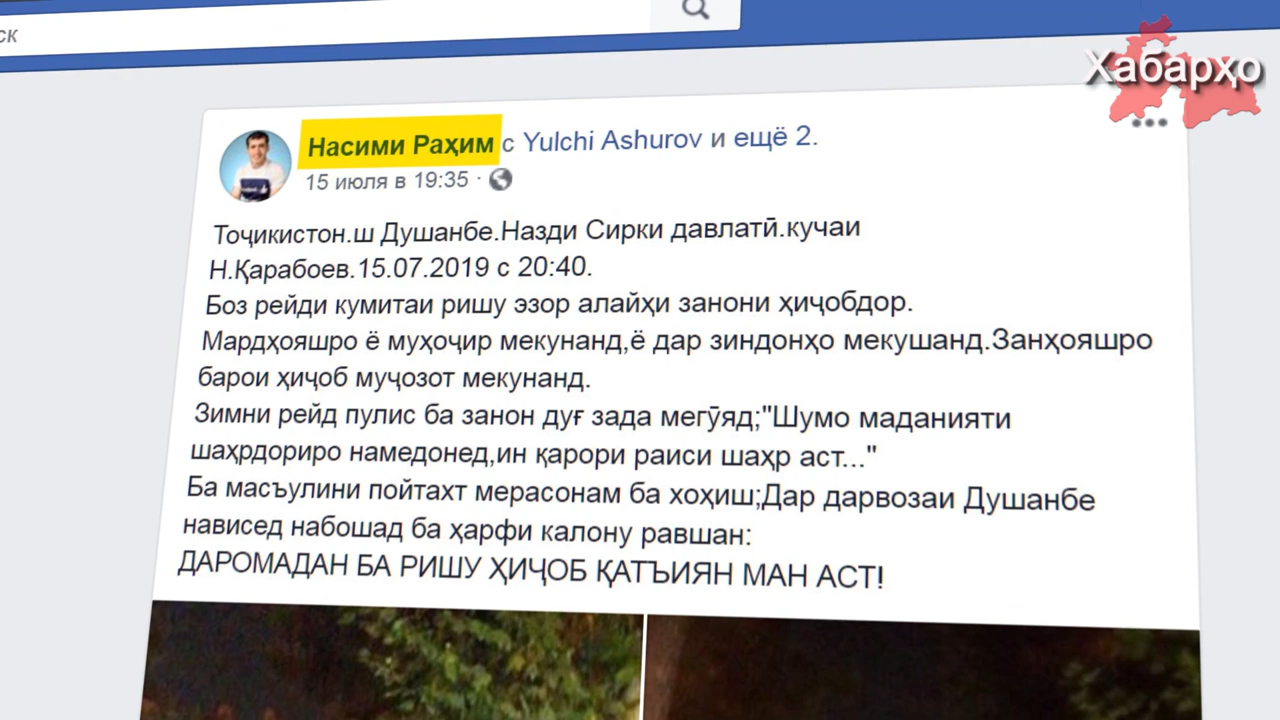 ск
Хабарҳо
Насими Раҳим с Yulchi Ashurov и ещё 2.
15 июля в 19:35 ·
Тоҷикистон.ш Душанбе.Назди Сирки давлатӣ.кучаи
Н.Қарабоев.15.07.2019 с 20:40.
Боз рейди кумитаи ришу эзор алайҳи занони ҳиҷобдор.
Мардҳояшро ё муҳоҷир мекунанд,ё дар зиндонҳо мекушанд.Занҳояшро
барои ҳиҷоб муҷозот мекунанд.
Зимни рейд пулис ба занон дуғ зада мегӯяд;"Шумо маданияти
шаҳрдориро намедонед,ин қарори раиси шаҳр аст..."
Ба масъулини пойтахт мерасонам ба хоҳиш;Дар дарвозаи Душанбе
нависед набошад ба ҳарфи калону равшан:
ДАРОМАДАН БА РИШУ ҲИҶОБ ҚАТЪИЯН МАН АСТ!